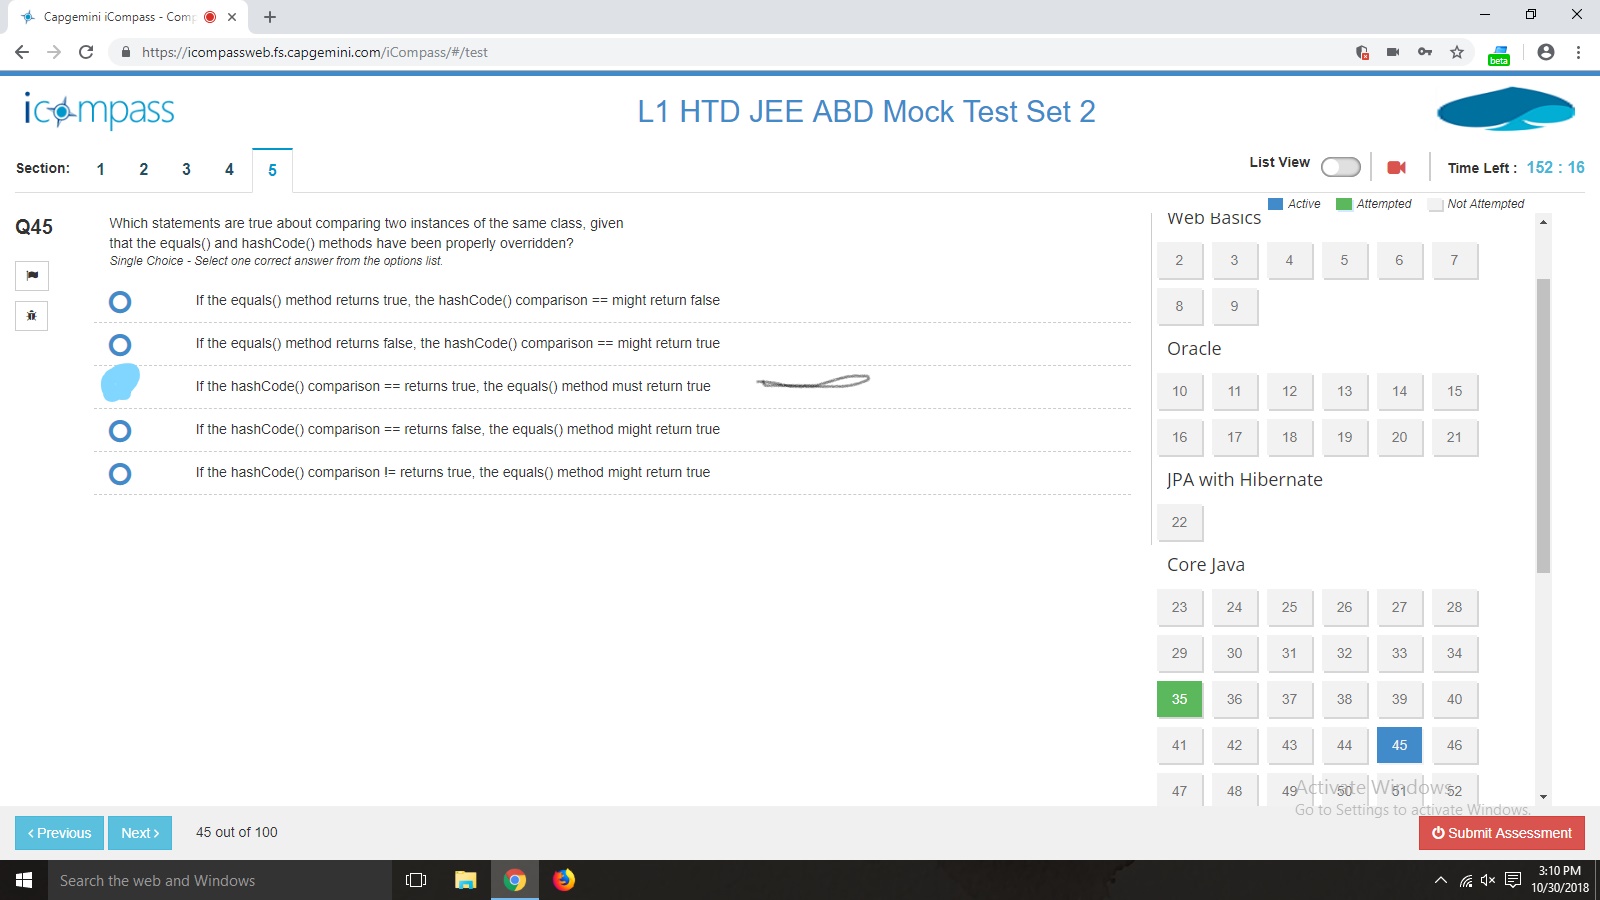 Capgemini iCompass - Comp
https://icompassweb.fs.capgemini.com/iCompass/#/test
beta
icompass
L1 HTD JEE ABD Mock Test Set 2
Section: 1 2 3 4 5
List View
Time Left : 152 : 16
Active Attempted Not Attempted
Q45
Which statements are true about comparing two instances of the same class, given
that the equals() and hashCode() methods have been properly overridden?
Single Choice - Select one correct answer from the options list.
If the equals() method returns true, the hashCode() comparison == might return false
If the equals() method returns false, the hashCode() comparison == might return true
If the hashCode() comparison == returns true, the equals() method must return true
If the hashCode() comparison == returns false, the equals() method might return true
If the hashCode() comparison != returns true, the equals() method might return true
Web Basics
2 3 4 5 6 7
8 9
Oracle
10 11 12 13 14 15
16 17 18 19 20 21
JPA with Hibernate
22
Core Java
23 24 25 26 27 28
29 30 31 32 33 34
35 36 37 38 39 40
41 42 43 44 45 46
47 48 49 50 51 52
Activate Windows
Go to Settings to activate Windows.
‹ Previous Next › 45 out of 100
Submit Assessment
Search the web and Windows
3:10 PM
10/30/2018